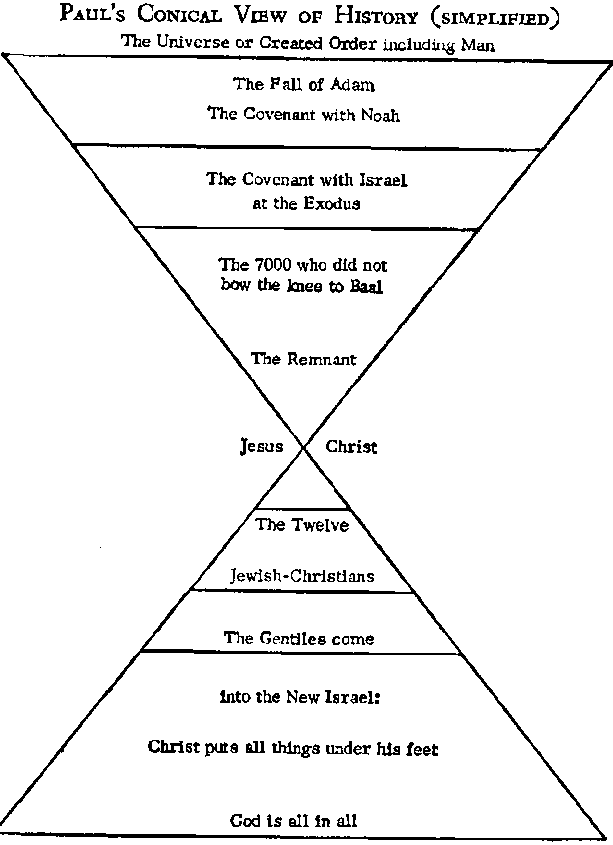 PAUL'S CONICAL VIEW OF HISTORY (SIMPLIFIED)
The Universe or Created Order including Man
The Fall of Adam
The Covenant with Noah
The Covenant with Israel
at the Exodus
The 7000 who did not
bow the knee to Baal
The Remnant
Jesus Christ
The Twelve
Jewish-Christians
The Gentiles come
into the New Israel:
Christ puts all things under his feet
God is all in all